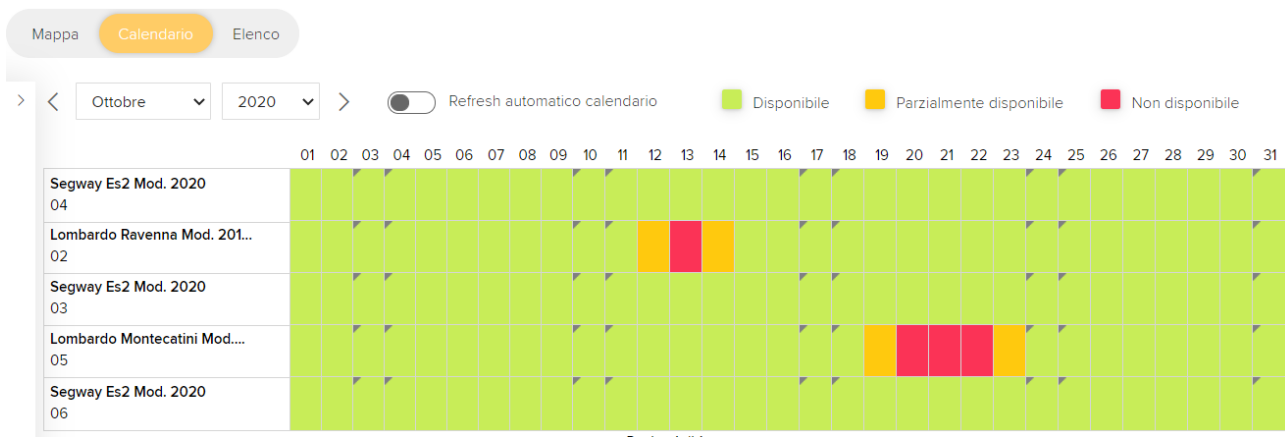 Mappa Calendario Elenco
Ottobre 2020 Refresh automatico calendario Disponibile Parzialmente disponibile Non disponibile
01 02 03 04 05 06 07 08 09 10 11 12 13 14 15 16 17 18 19 20 21 22 23 24 25 26 27 28 29 30 31
Segway Es2 Mod. 2020
04
Lombardo Ravenna Mod. 201...
02
Segway Es2 Mod. 2020
03
Lombardo Montecatini Mod....
05
Segway Es2 Mod. 2020
06